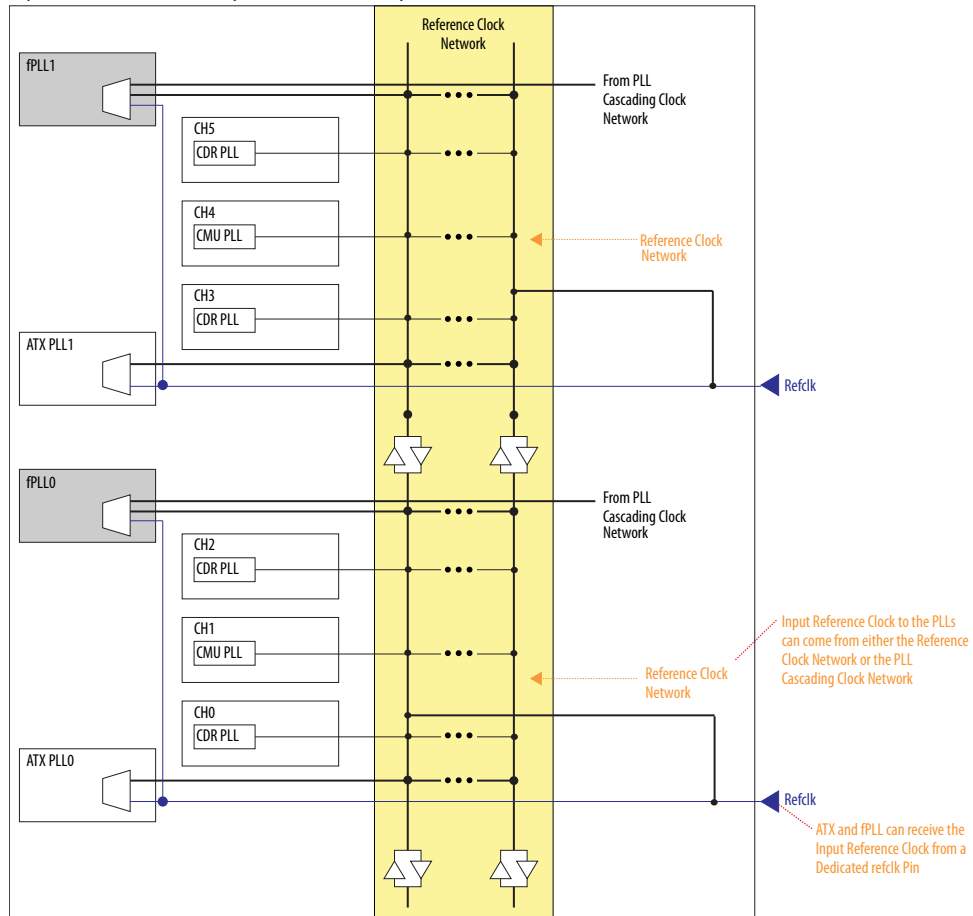 Reference Clock
Network
fPLL1
From PLL
Cascading Clock
Network
CH5
CDR PLL
CH4
CMU PLL
Reference Clock
Network
CH3
CDR PLL
ATX PLL1
Refclk
fPLL0
From PLL
Cascading Clock
Network
CH2
CDR PLL
CH1
CMU PLL
Input Reference Clock to the PLLs
can come from either the Reference
Clock Network or the PLL
Cascading Clock Network
Reference Clock
Network
CH0
CDR PLL
ATX PLL0
Refclk
ATX and fPLL can receive the
Input Reference Clock from a
Dedicated refclk Pin